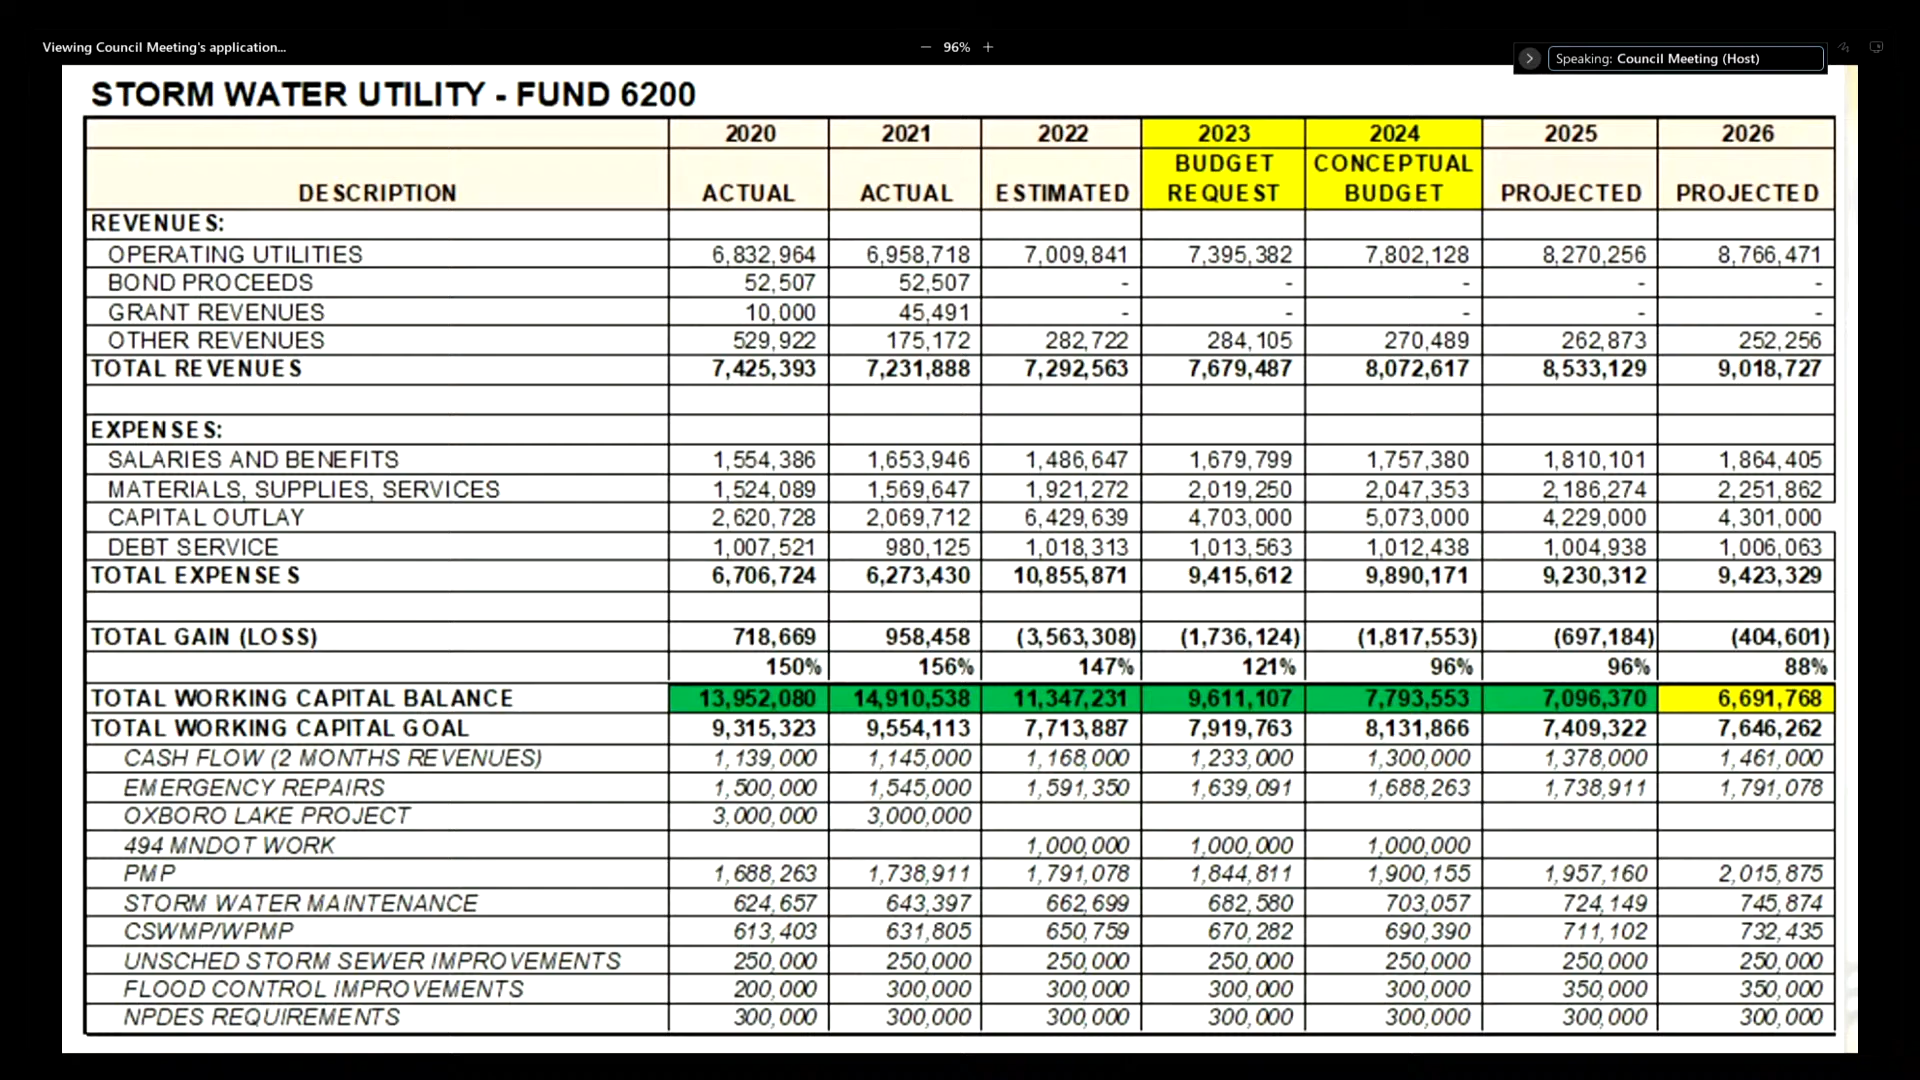 Viewing Council Meeting's application...
— 96% +
Speaking: Council Meeting (Host)
STORM WATER UTILITY - FUND 6200
2020 2021 2022 2023 2024 2025 2026
BUDGET CONCEPTUAL
DESCRIPTION ACTUAL ACTUAL ESTIMATED REQUEST BUDGET PROJECTED PROJECTED
REVENUES:
OPERATING UTILITIES 6,832,964 6,958,718 7,009,841 7,395,382 7,802,128 8,270,256 8,766,471
BOND PROCEEDS 52,507 52,507 - - - - -
GRANT REVENUES 10,000 45,491 - - - - -
OTHER REVENUES 529,922 175,172 282,722 284,105 270,489 262,873 252,256
TOTAL REVENUES 7,425,393 7,231,888 7,292,563 7,679,487 8,072,617 8,533,129 9,018,727
EXPENSES:
SALARIES AND BENEFITS 1,554,386 1,653,946 1,486,647 1,679,799 1,757,380 1,810,101 1,864,405
MATERIALS, SUPPLIES, SERVICES 1,524,089 1,569,647 1,921,272 2,019,250 2,047,353 2,186,274 2,251,862
CAPITAL OUTLAY 2,620,728 2,069,712 6,429,639 4,703,000 5,073,000 4,229,000 4,301,000
DEBT SERVICE 1,007,521 980,125 1,018,313 1,013,563 1,012,438 1,004,938 1,006,063
TOTAL EXPENSES 6,706,724 6,273,430 10,855,871 9,415,612 9,890,171 9,230,312 9,423,329
TOTAL GAIN (LOSS) 718,669 958,458 (3,563,308) (1,736,124) (1,817,553) (697,184) (404,601)
150% 156% 147% 121% 96% 96% 88%
TOTAL WORKING CAPITAL BALANCE 13,952,080 14,910,538 11,347,231 9,611,107 7,793,553 7,096,370 6,691,768
TOTAL WORKING CAPITAL GOAL 9,315,323 9,554,113 7,713,887 7,919,763 8,131,866 7,409,322 7,646,262
CASH FLOW (2 MONTHS REVENUES) 1,139,000 1,145,000 1,168,000 1,233,000 1,300,000 1,378,000 1,461,000
EMERGENCY REPAIRS 1,500,000 1,545,000 1,591,350 1,639,091 1,688,263 1,738,911 1,791,078
OXBORO LAKE PROJECT 3,000,000 3,000,000
494 MNDOT WORK 1,000,000 1,000,000 1,000,000
PMP 1,688,263 1,738,911 1,791,078 1,844,811 1,900,155 1,957,160 2,015,875
STORM WATER MAINTENANCE 624,657 643,397 662,699 682,580 703,057 724,149 745,874
CSWMP/WPMP 613,403 631,805 650,759 670,282 690,390 711,102 732,435
UNSCHED STORM SEWER IMPROVEMENTS 250,000 250,000 250,000 250,000 250,000 250,000 250,000
FLOOD CONTROL IMPROVEMENTS 200,000 300,000 300,000 300,000 300,000 350,000 350,000
NPDES REQUIREMENTS 300,000 300,000 300,000 300,000 300,000 300,000 300,000